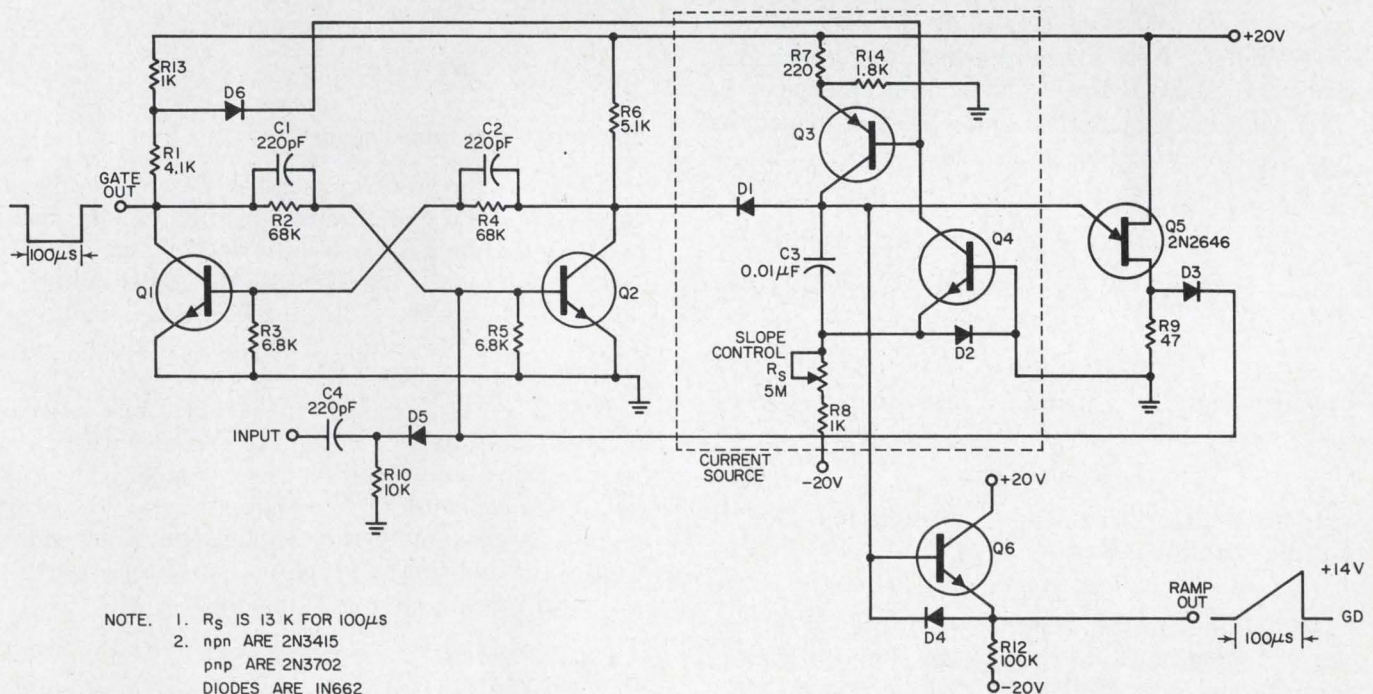 R13
1K
D6
C1
220pF
C2
220pF
R6
5.1K
R7
220
R14
1.8K
+20V
Q3
R1
4.1K
GATE
OUT
R2
68K
R4
68K
D1
100μS
Q1
R3
6.8K
R5
6.8K
Q2
C3
0.01μF
Q4
D2
Q5
2N2646
D3
R9
47
SLOPE
CONTROL
RS
5M
R8
1K
C4
220pF
D5
INPUT
R10
10K
CURRENT
SOURCE
-20V
+20V
Q6
D4
R12
100K
-20V
RAMP
OUT
+14V
GD
100μS
NOTE. 1. RS IS 13 K FOR 100μS
2. npn ARE 2N3415
pnp ARE 2N3702
DIODES ARE IN662